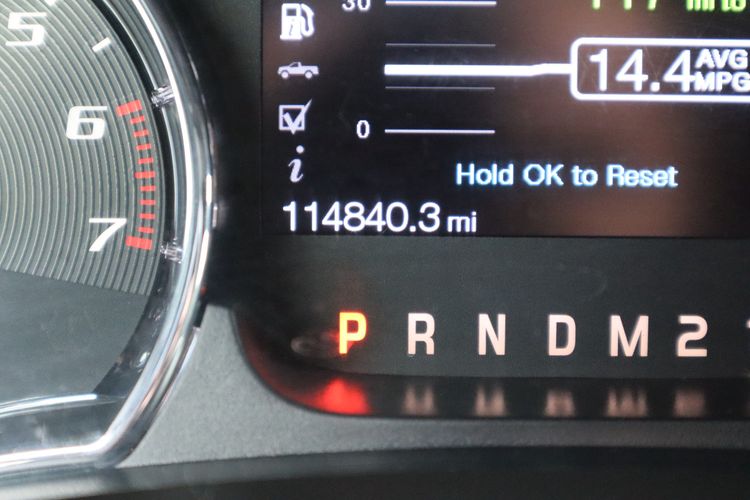 5
6
7
30
0
14.4 AVG MPG
Hold OK to Reset
114840.3 mi
P R N D M 2